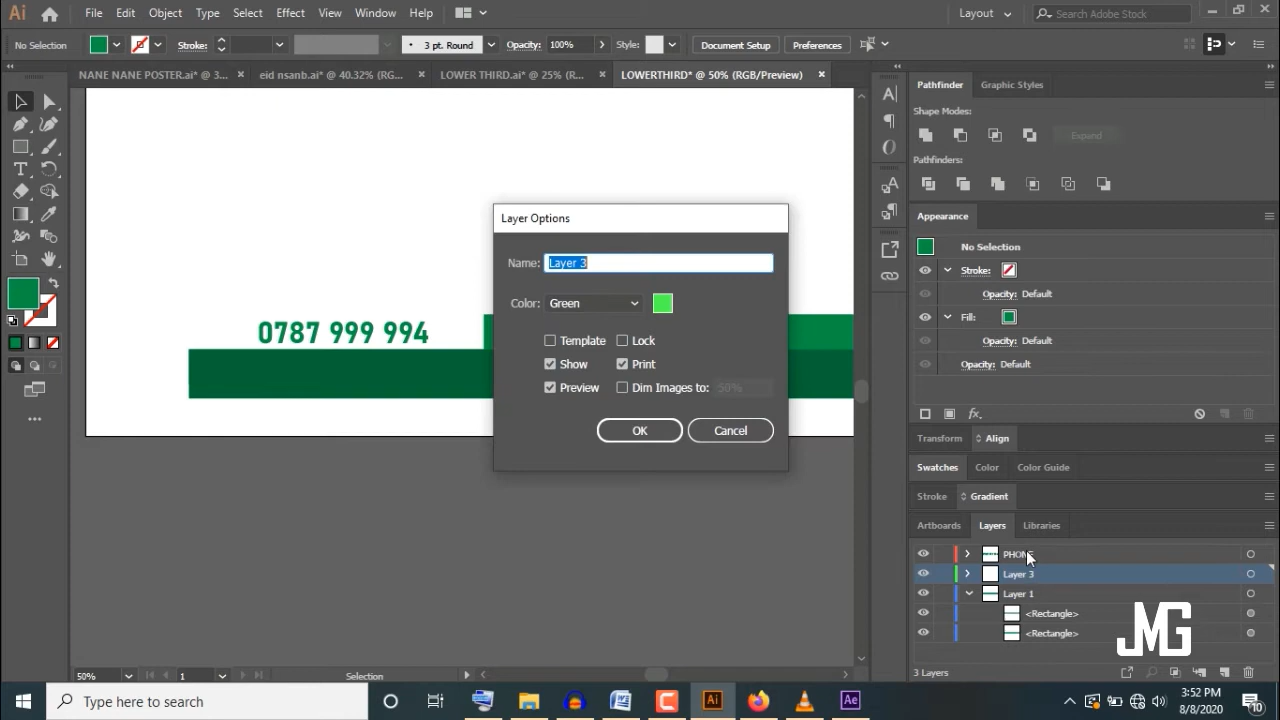 Ai File Edit Object Type Select Effect View Window Help Layout Search Adobe Stock
No Selection Stroke: 3 pt. Round Opacity: 100% Style: Document Setup Preferences
NANE NANE POSTER.ai* @ 3... eid nsanb.ai* @ 40.32% (RG... LOWER THIRD.ai* @ 25% (R... LOWERTHIRD* @ 50% (RGB/Preview)
Pathfinder Graphic Styles
Shape Modes:
Expand
Pathfinders:
Appearance
No Selection
Stroke:
Opacity: Default
Fill:
Opacity: Default
Opacity: Default
Transform Align
Swatches Color Color Guide
Stroke Gradient
Artboards Layers Libraries
PHONE
Layer 3
Layer 1
<Rectangle>
<Rectangle>
3 Layers
JMG
0787 999 994
Layer Options
Name: Layer 3
Color: Green
Template Lock
Show Print
Preview Dim Images to: 50%
OK Cancel
50% 1 Selection
Type here to search
Ai Ae
3:52 PM
8/8/2020
10